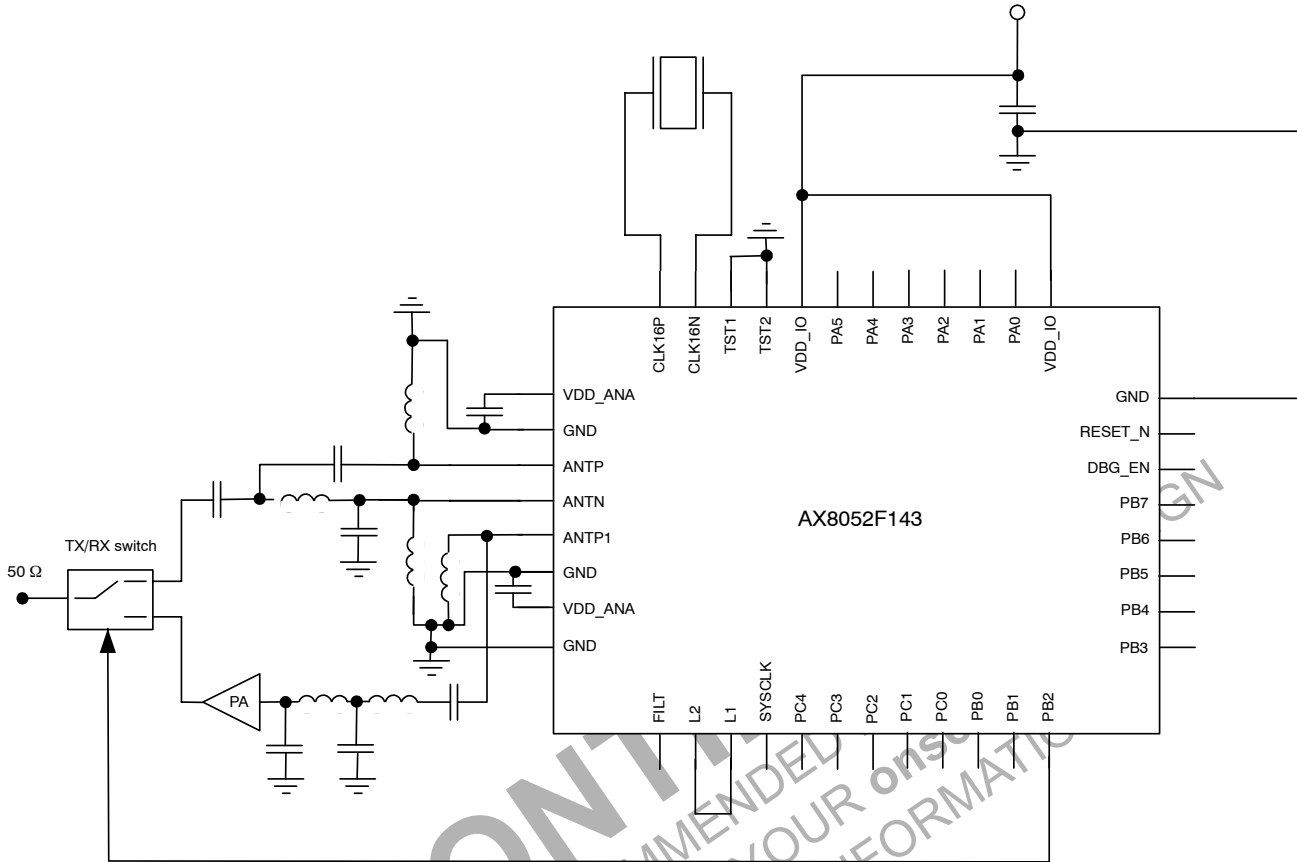 CLK16P
CLK16N
TST1
TST2
VDD_IO
PA5
PA4
PA3
PA2
PA1
PA0
VDD_IO
VDD_ANA
GND
ANTP
ANTN
ANTP1
GND
VDD_ANA
GND
AX8052F143
GND
RESET_N
DBG_EN
PB7
PB6
PB5
PB4
PB3
TX/RX switch
50 Ω
PA
FILT
L2
L1
SYSCLK
PC4
PC3
PC2
PC1
PC0
PB0
PB1
PB2